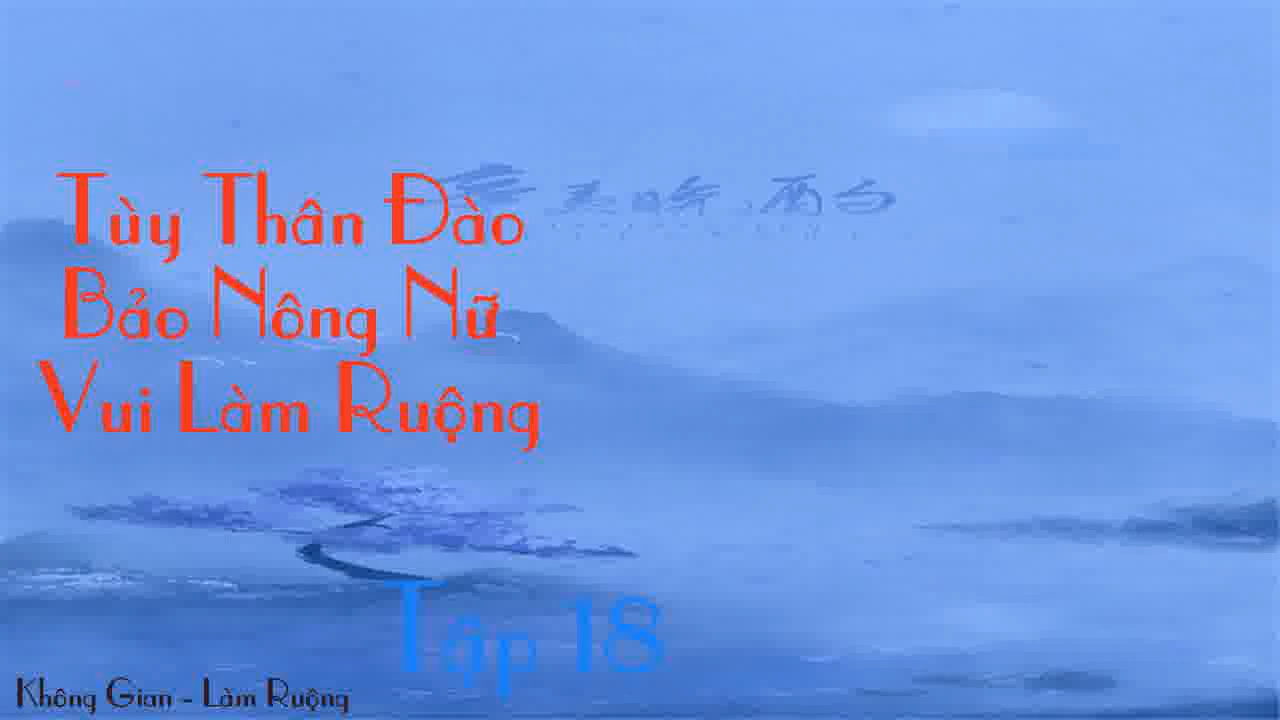 Tùy Thân Đào
Bảo Nông Nữ
Vui Làm Ruộng
Tập 18
Không Gian - Làm Ruộng